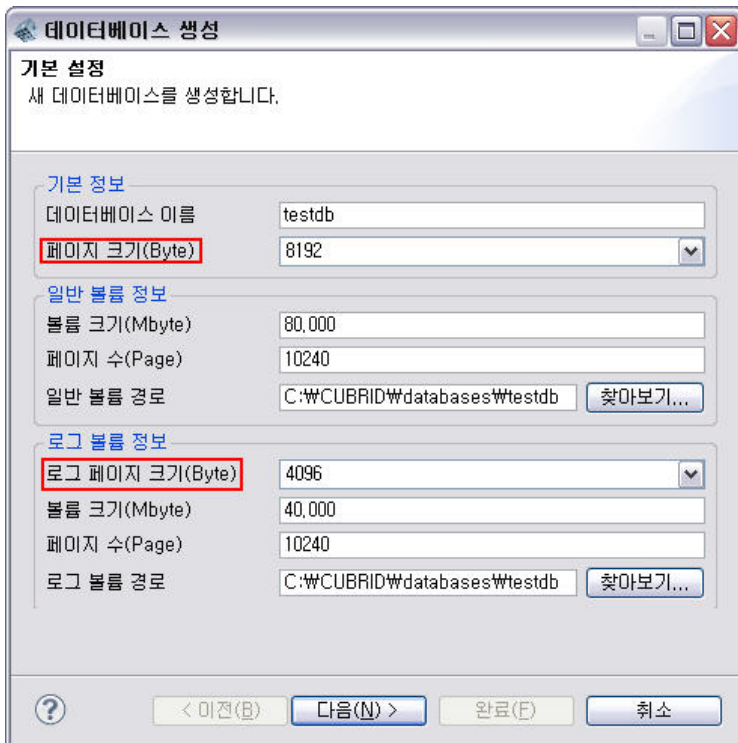 데이터베이스 생성
기본 설정
새 데이터베이스를 생성합니다.
기본 정보
데이터베이스 이름 testdb
페이지 크기(Byte) 8192
일반 볼륨 정보
볼륨 크기(Mbyte) 80,000
페이지 수(Page) 10240
일반 볼륨 경로 C:₩CUBRID₩databases₩testdb 찾아보기...
로그 볼륨 정보
로그 페이지 크기(Byte) 4096
볼륨 크기(Mbyte) 40,000
페이지 수(Page) 10240
로그 볼륨 경로 C:₩CUBRID₩databases₩testdb 찾아보기...
? < 이전(B) 다음(N) > 완료(F) 취소